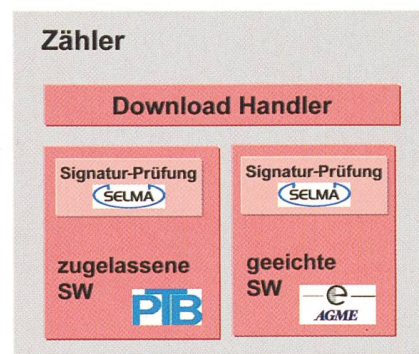 Zähler
Download Handler
Signatur-Prüfung
SELMA
zugelassene
SW
PTB
Signatur-Prüfung
SELMA
geeichte
SW
e
AGME